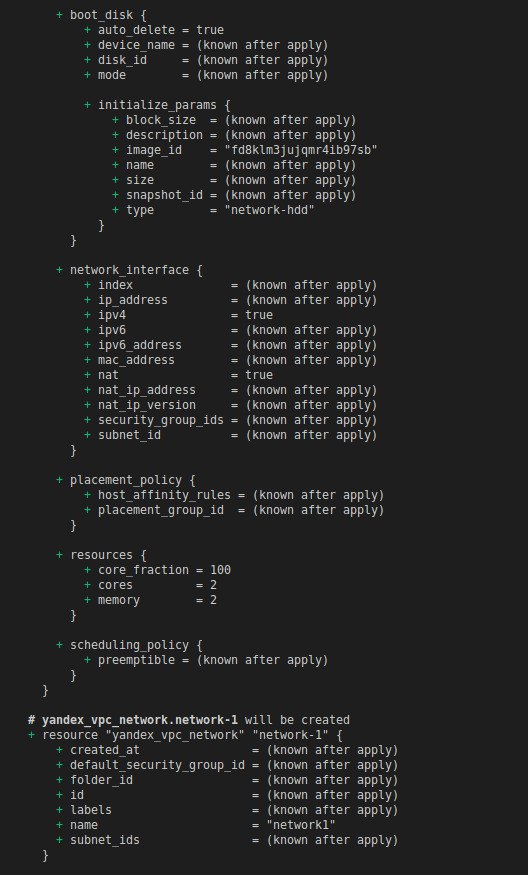 + boot_disk {
+ auto_delete = true
+ device_name = (known after apply)
+ disk_id     = (known after apply)
+ mode        = (known after apply)
+ initialize_params {
+ block_size  = (known after apply)
+ description = (known after apply)
+ image_id    = "fd8klm3jujqmr4ib97sb"
+ name        = (known after apply)
+ size        = (known after apply)
+ snapshot_id = (known after apply)
+ type        = "network-hdd"
}
}
+ network_interface {
+ index              = (known after apply)
+ ip_address         = (known after apply)
+ ipv4               = true
+ ipv6               = (known after apply)
+ ipv6_address       = (known after apply)
+ mac_address        = (known after apply)
+ nat                = true
+ nat_ip_address     = (known after apply)
+ nat_ip_version     = (known after apply)
+ security_group_ids = (known after apply)
+ subnet_id          = (known after apply)
}
+ placement_policy {
+ host_affinity_rules = (known after apply)
+ placement_group_id  = (known after apply)
}
+ resources {
+ core_fraction = 100
+ cores         = 2
+ memory        = 2
}
+ scheduling_policy {
+ preemptible = (known after apply)
}
}
# yandex_vpc_network.network-1 will be created
+ resource "yandex_vpc_network" "network-1" {
+ created_at                = (known after apply)
+ default_security_group_id = (known after apply)
+ folder_id                 = (known after apply)
+ id                        = (known after apply)
+ labels                    = (known after apply)
+ name                      = "network1"
+ subnet_ids                = (known after apply)
}